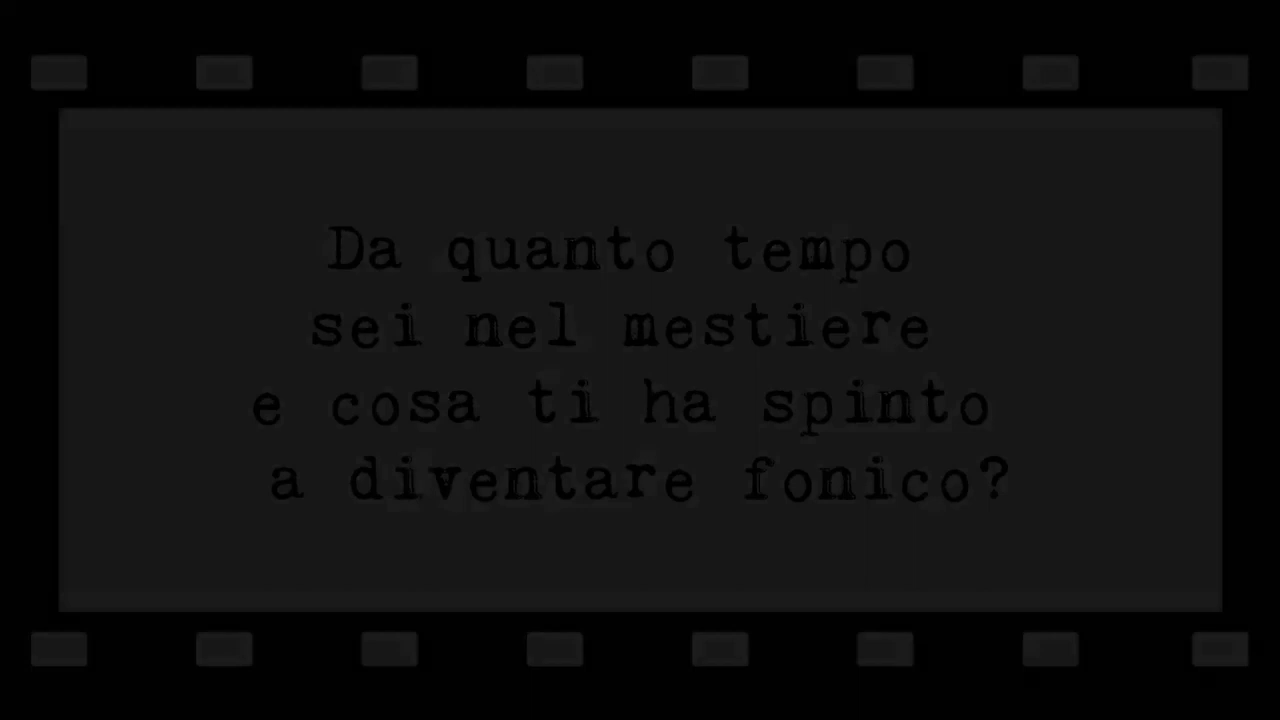 Da quanto tempo
sei nel mestiere
e cosa ti ha spinto
a diventare fonico?